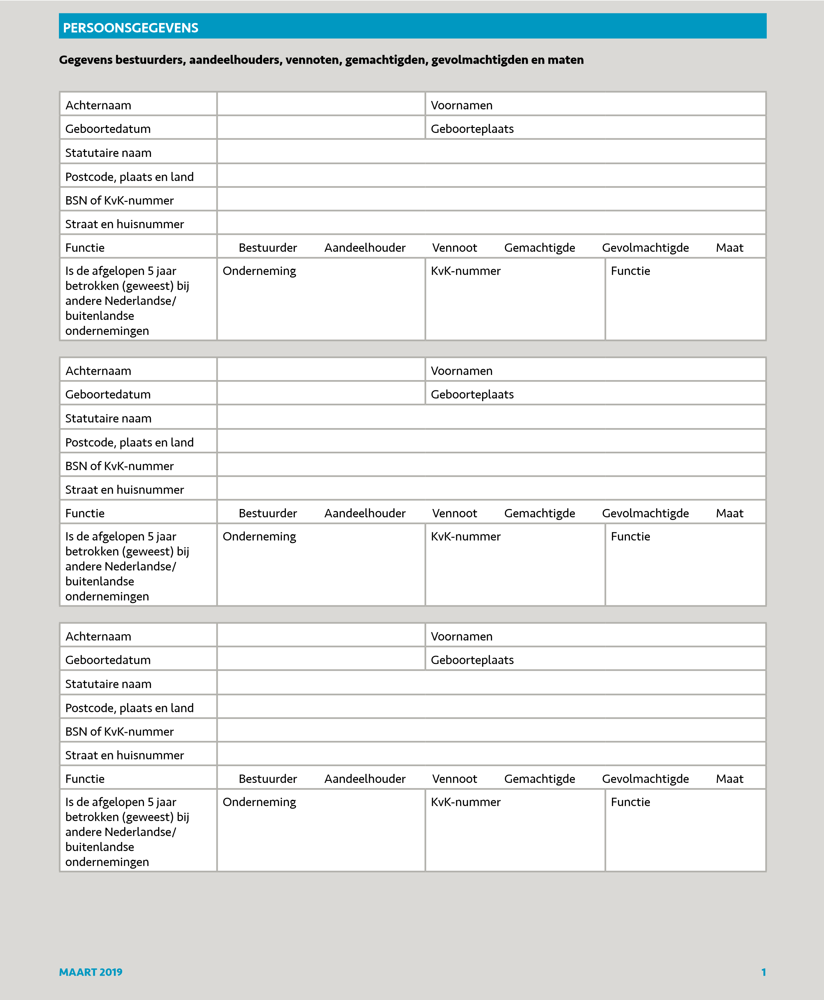 PERSOONSGEGEVENS
Gegevens bestuurders, aandeelhouders, vennoten, gemachtigden, gevolmachtigden en maten
Achternaam Voornamen
Geboortedatum Geboorteplaats
Statutaire naam
Postcode, plaats en land
BSN of KvK-nummer
Straat en huisnummer
Functie Bestuurder Aandeelhouder Vennoot Gemachtigde Gevolmachtigde Maat
Is de afgelopen 5 jaar Onderneming KvK-nummer Functie
betrokken (geweest) bij
andere Nederlandse/
buitenlandse
ondernemingen
Achternaam Voornamen
Geboortedatum Geboorteplaats
Statutaire naam
Postcode, plaats en land
BSN of KvK-nummer
Straat en huisnummer
Functie Bestuurder Aandeelhouder Vennoot Gemachtigde Gevolmachtigde Maat
Is de afgelopen 5 jaar Onderneming KvK-nummer Functie
betrokken (geweest) bij
andere Nederlandse/
buitenlandse
ondernemingen
Achternaam Voornamen
Geboortedatum Geboorteplaats
Statutaire naam
Postcode, plaats en land
BSN of KvK-nummer
Straat en huisnummer
Functie Bestuurder Aandeelhouder Vennoot Gemachtigde Gevolmachtigde Maat
Is de afgelopen 5 jaar Onderneming KvK-nummer Functie
betrokken (geweest) bij
andere Nederlandse/
buitenlandse
ondernemingen
MAART 2019 1